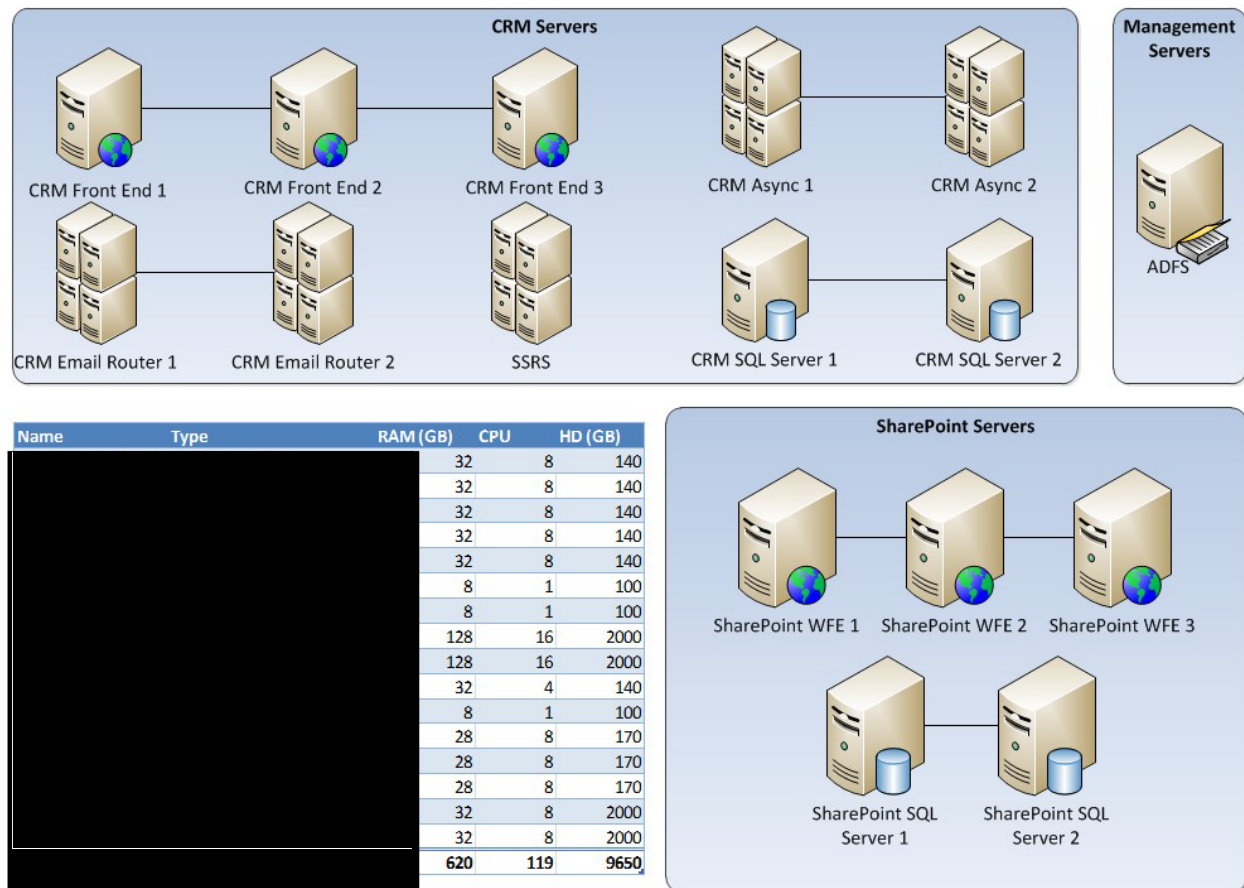 CRM Servers
CRM Front End 1
CRM Front End 2
CRM Front End 3
CRM Async 1
CRM Async 2
CRM Email Router 1
CRM Email Router 2
SSRS
CRM SQL Server 1
CRM SQL Server 2
Management
Servers
ADFS
Name Type RAM (GB) CPU HD (GB)
32 8 140
32 8 140
32 8 140
32 8 140
32 8 140
8 1 100
8 1 100
128 16 2000
128 16 2000
32 4 140
8 1 100
28 8 170
28 8 170
28 8 170
32 8 2000
32 8 2000
620 119 9650
SharePoint Servers
SharePoint WFE 1
SharePoint WFE 2
SharePoint WFE 3
SharePoint SQL
Server 1
SharePoint SQL
Server 2